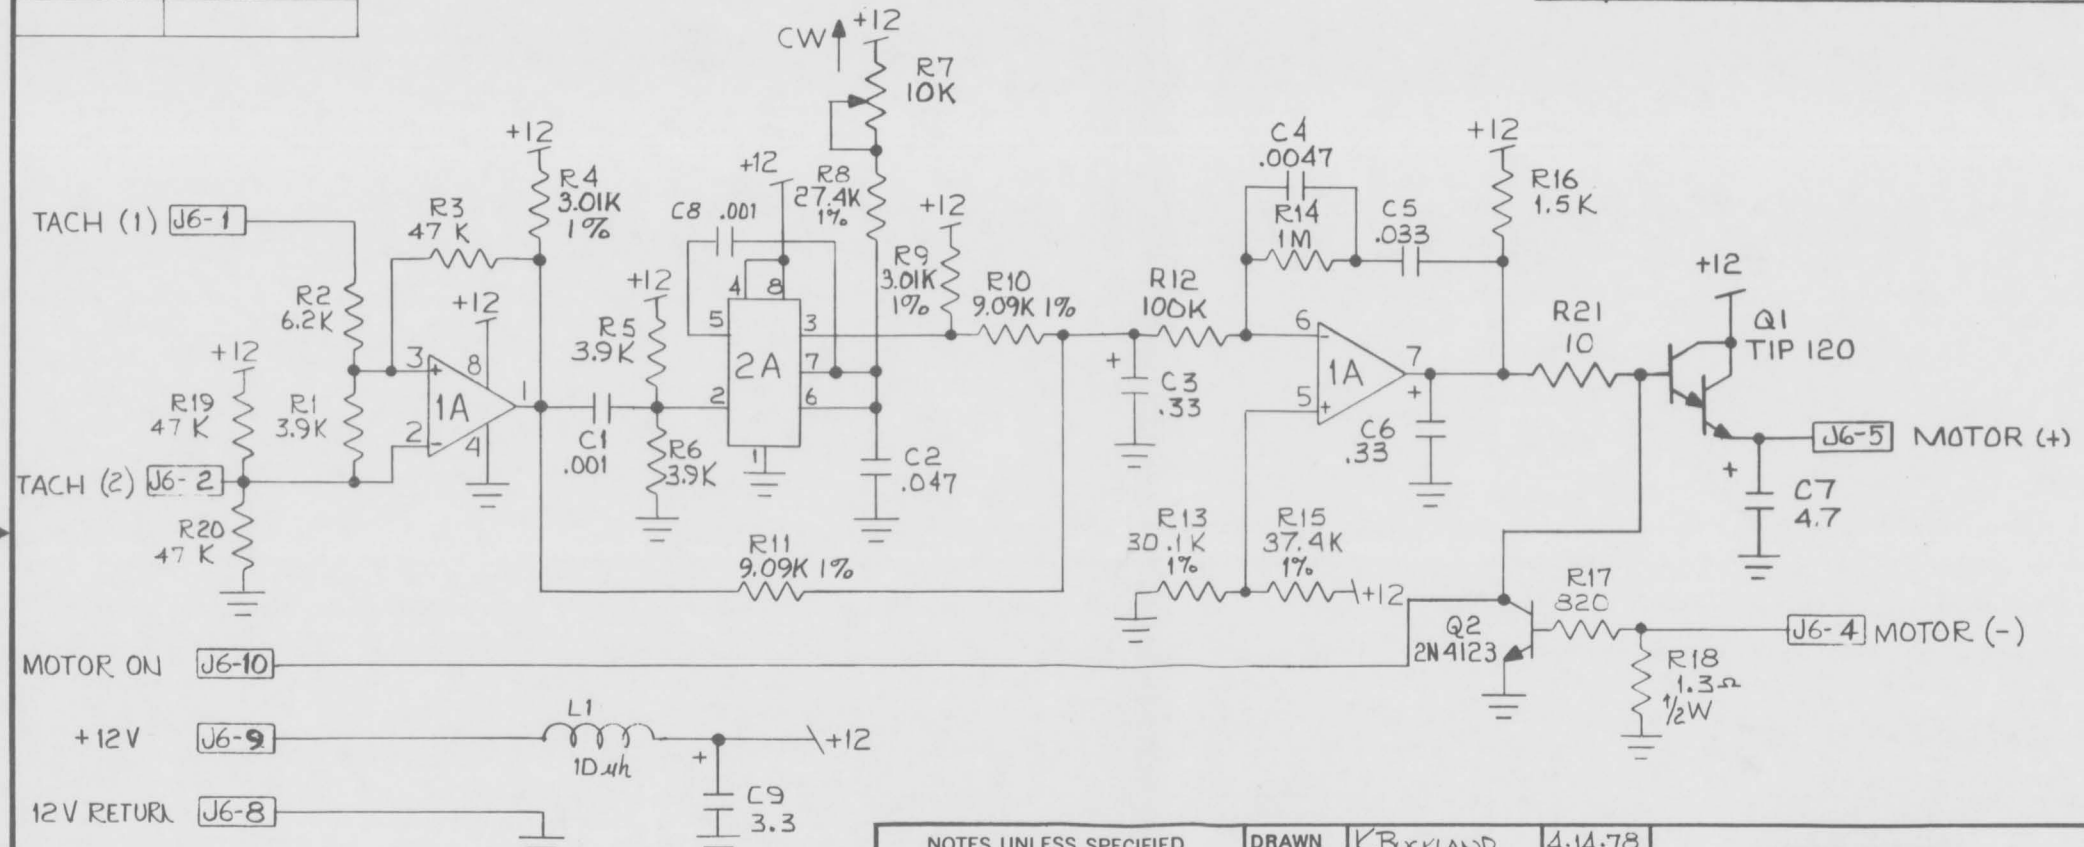 CW
+12
R7
10K
+12
R4
3.01K
1%
+12
R8
27.4K
1%
C8 .001
+12
C4
.0047
+12
R16
1.5K
TACH (1) J6-1
R3
47 K
R14
1M
C5
.033
R2
6.2K
+12
+12
R5
3.9K
R9
3.01K
1%
R10
9.09K 1%
R12
100K
+12
4 8
5 3
2A 7
2 6
1
3 +
8
1A 1
2 -
4
6 -
7
1A
5 +
R21
10
Q1
TIP 120
+12
R19
47 K
R1
3.9K
C1
.001
R6
3.9K
C2
.047
+
C3
.33
+
C6
.33
J6-5 MOTOR (+)
+
C7
4.7
TACH (2) J6-2
R20
47 K
R11
9.09K 1%
R13
30.1K
1%
R15
37.4K
1%
+12
R17
820
Q2
2N4123
J6-4 MOTOR (-)
R18
1.3Ω
1/2W
MOTOR ON J6-10
+12V J6-9
L1
10µh
+12
+
C9
3.3
12V RETURN J6-8
NOTES UNLESS SPECIFIED
DRAWN
BUCKLAND
4.14.78